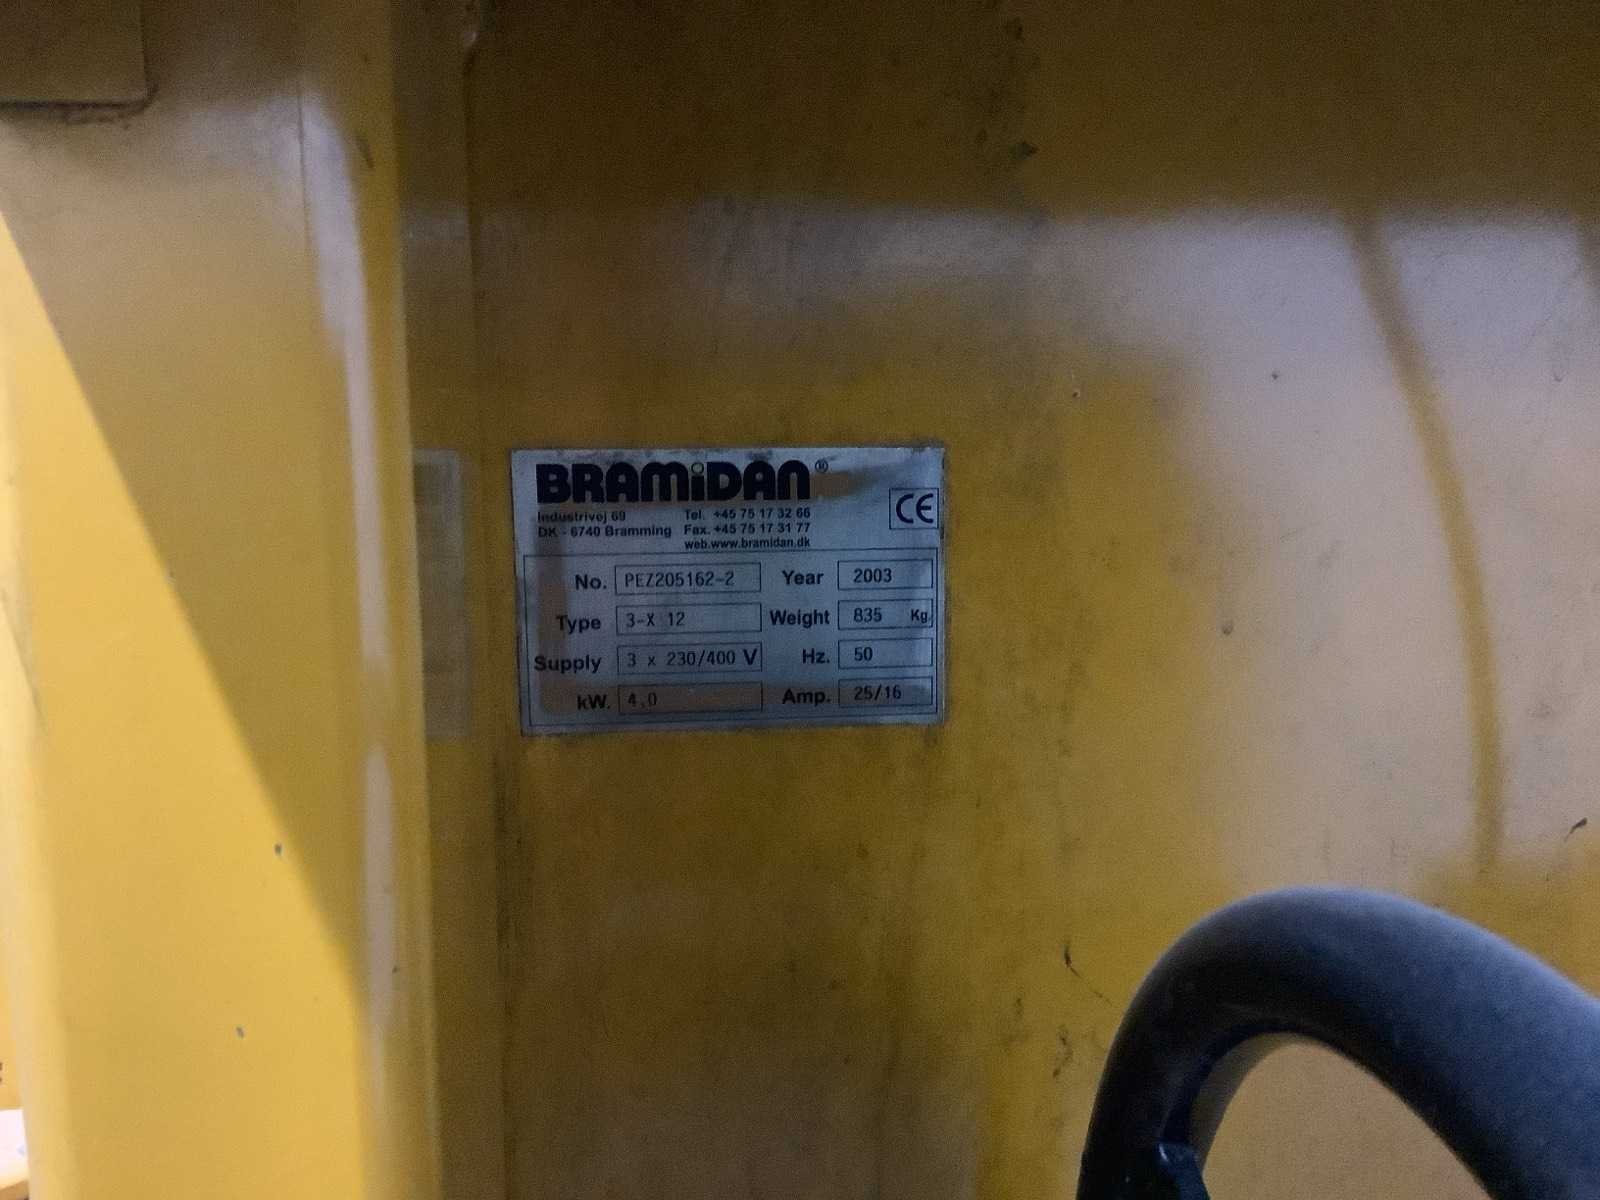 BRAMiDAN®
CE
Industrivej 69 Tel. +45 75 17 32 66
DK - 6740 Bramming Fax. +45 75 17 31 77
web.www.bramidan.dk
No. PEZ205162-2 Year 2003
Type 3-X 12 Weight 835 Kg.
Supply 3 x 230/400 V Hz. 50
kW. 4,0 Amp. 25/16